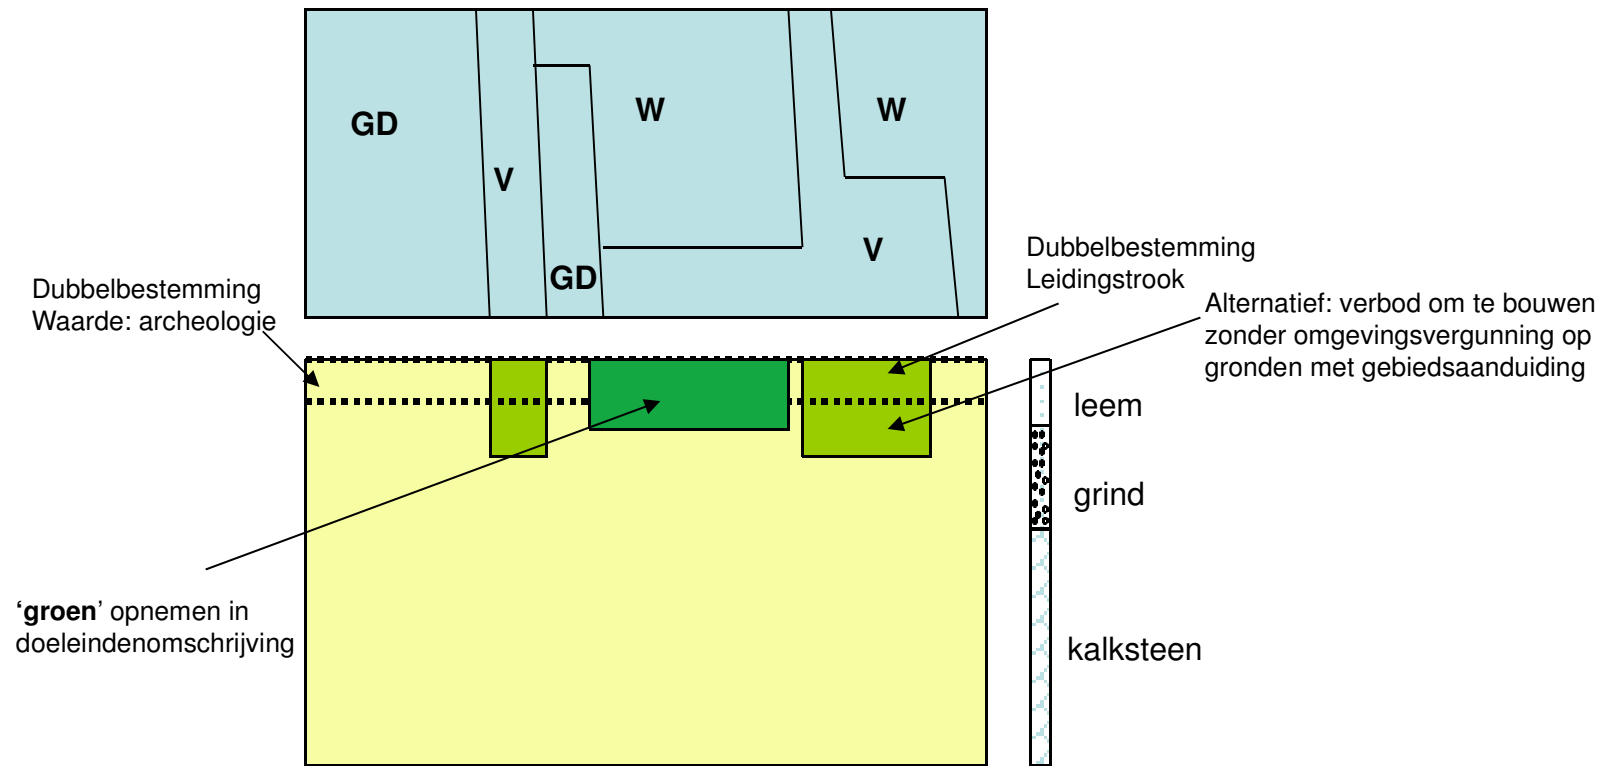 GD
V
GD
W
W
V
Dubbelbestemming
Waarde: archeologie
Dubbelbestemming
Leidingstrook
Alternatief: verbod om te bouwen
zonder omgevingsvergunning op
gronden met gebiedsaanduiding
leem
grind
kalksteen
‘groen’ opnemen in
doeleindenomschrijving